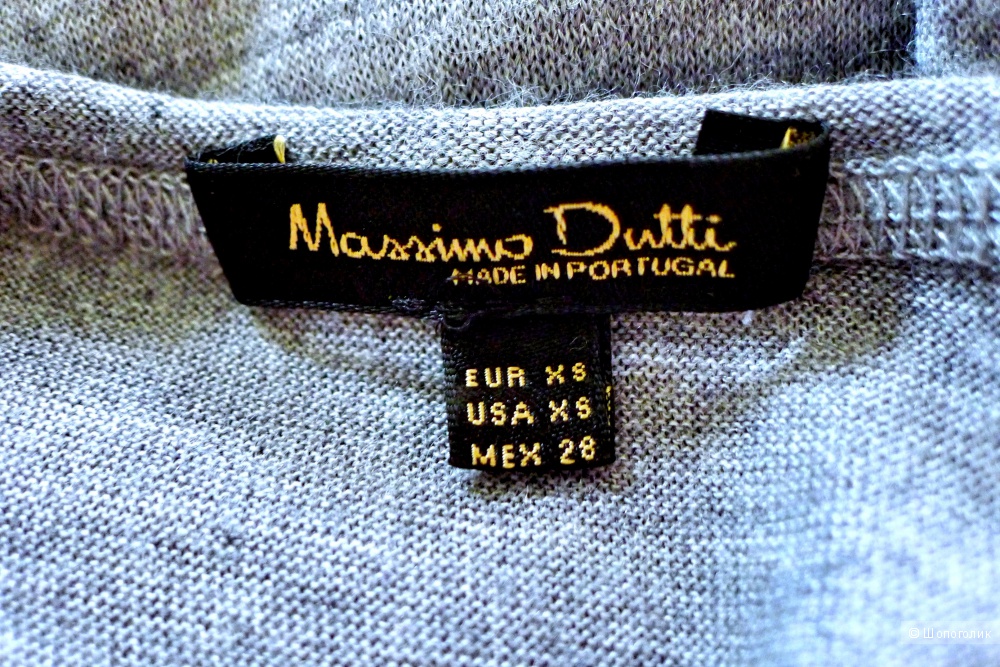 Massimo Dutti
MADE IN PORTUGAL
EUR XS
USA XS
MEX 28
© Шопоголик